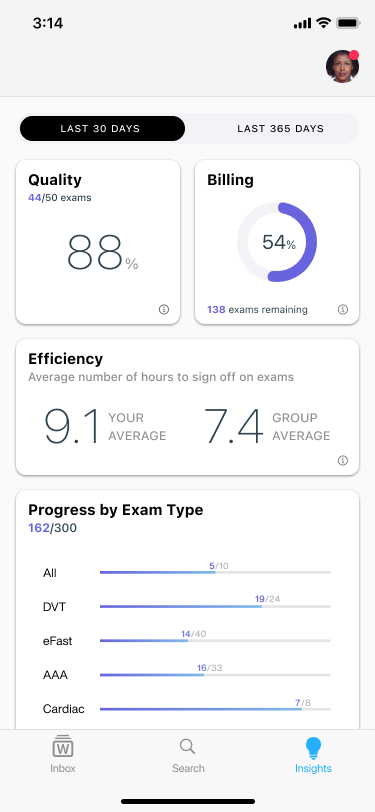 3:14
LAST 30 DAYS
LAST 365 DAYS
Quality
44/50 exams
88%
Billing
54%
138 exams remaining
Efficiency
Average number of hours to sign off on exams
9.1 YOUR AVERAGE
7.4 GROUP AVERAGE
Progress by Exam Type
162/300
All 5/10
DVT 19/24
eFast 14/40
AAA 16/33
Cardiac 7/8
W
Inbox
Search
Insights